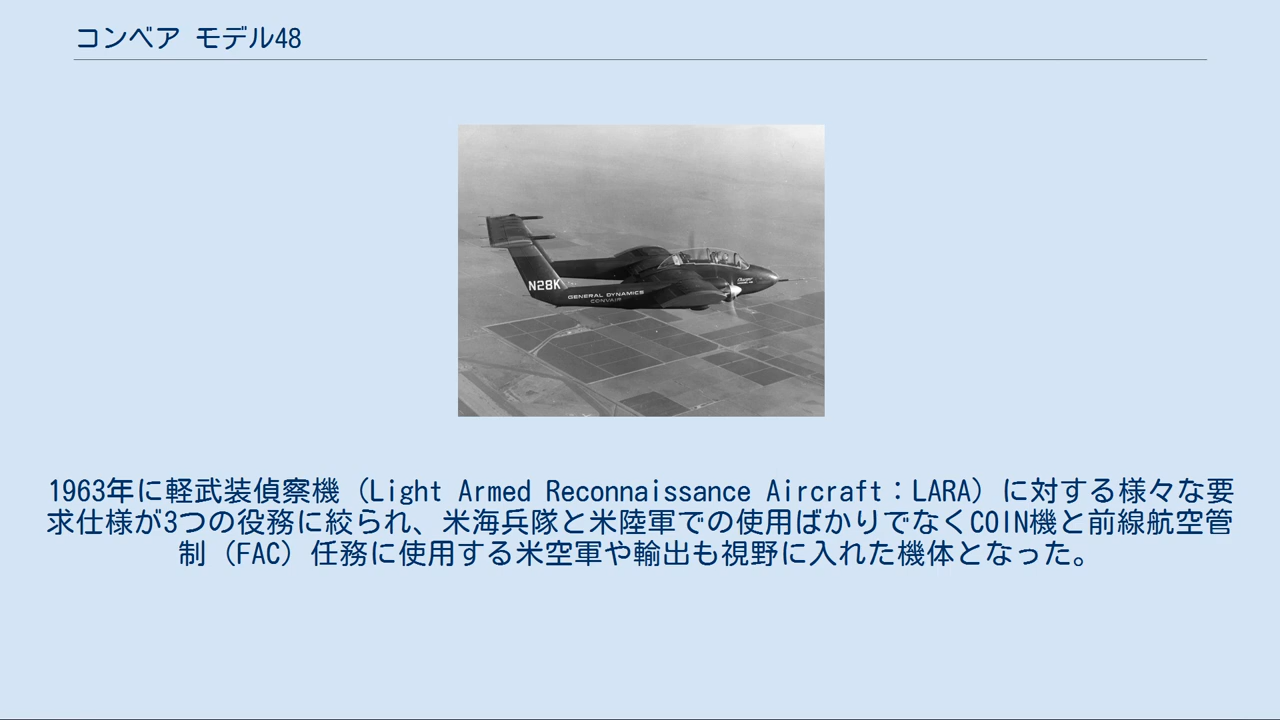 コンベア モデル48
N28K
GENERAL DYNAMICS
CONVAIR
Charger
1963年に軽武装偵察機（Light Armed Reconnaissance Aircraft：LARA）に対する様々な要
求仕様が3つの役務に絞られ、米海兵隊と米陸軍での使用ばかりでなくCOIN機と前線航空管
制（FAC）任務に使用する米空軍や輸出も視野に入れた機体となった。